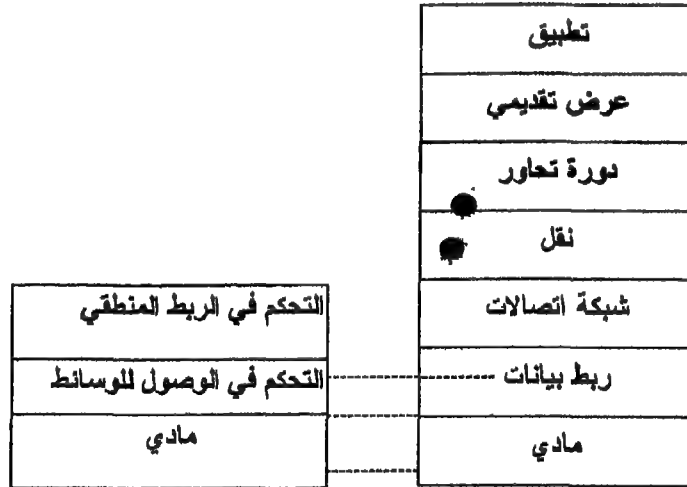 تطبيق
عرض تقديمي
دورة تحاور
نقل
شبكة اتصالات
ربط بيانات
مادي
التحكم في الربط المنطقي
التحكم في الوصول للوسائط
مادي